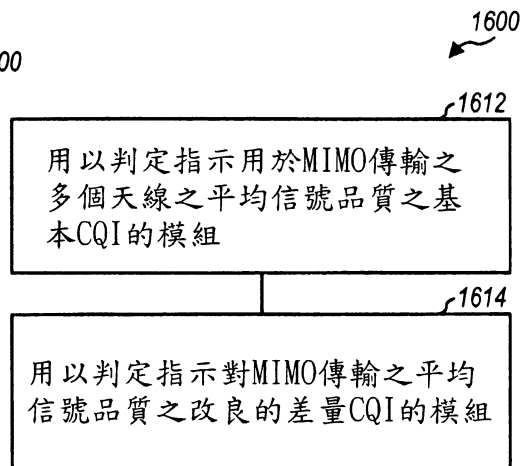 1600
00
1612
用以判定指示用於MIMO傳輸之
多個天線之平均信號品質之基
本CQI的模組
1614
用以判定指示對MIMO傳輸之平均
信號品質之改良的差量CQI的模組